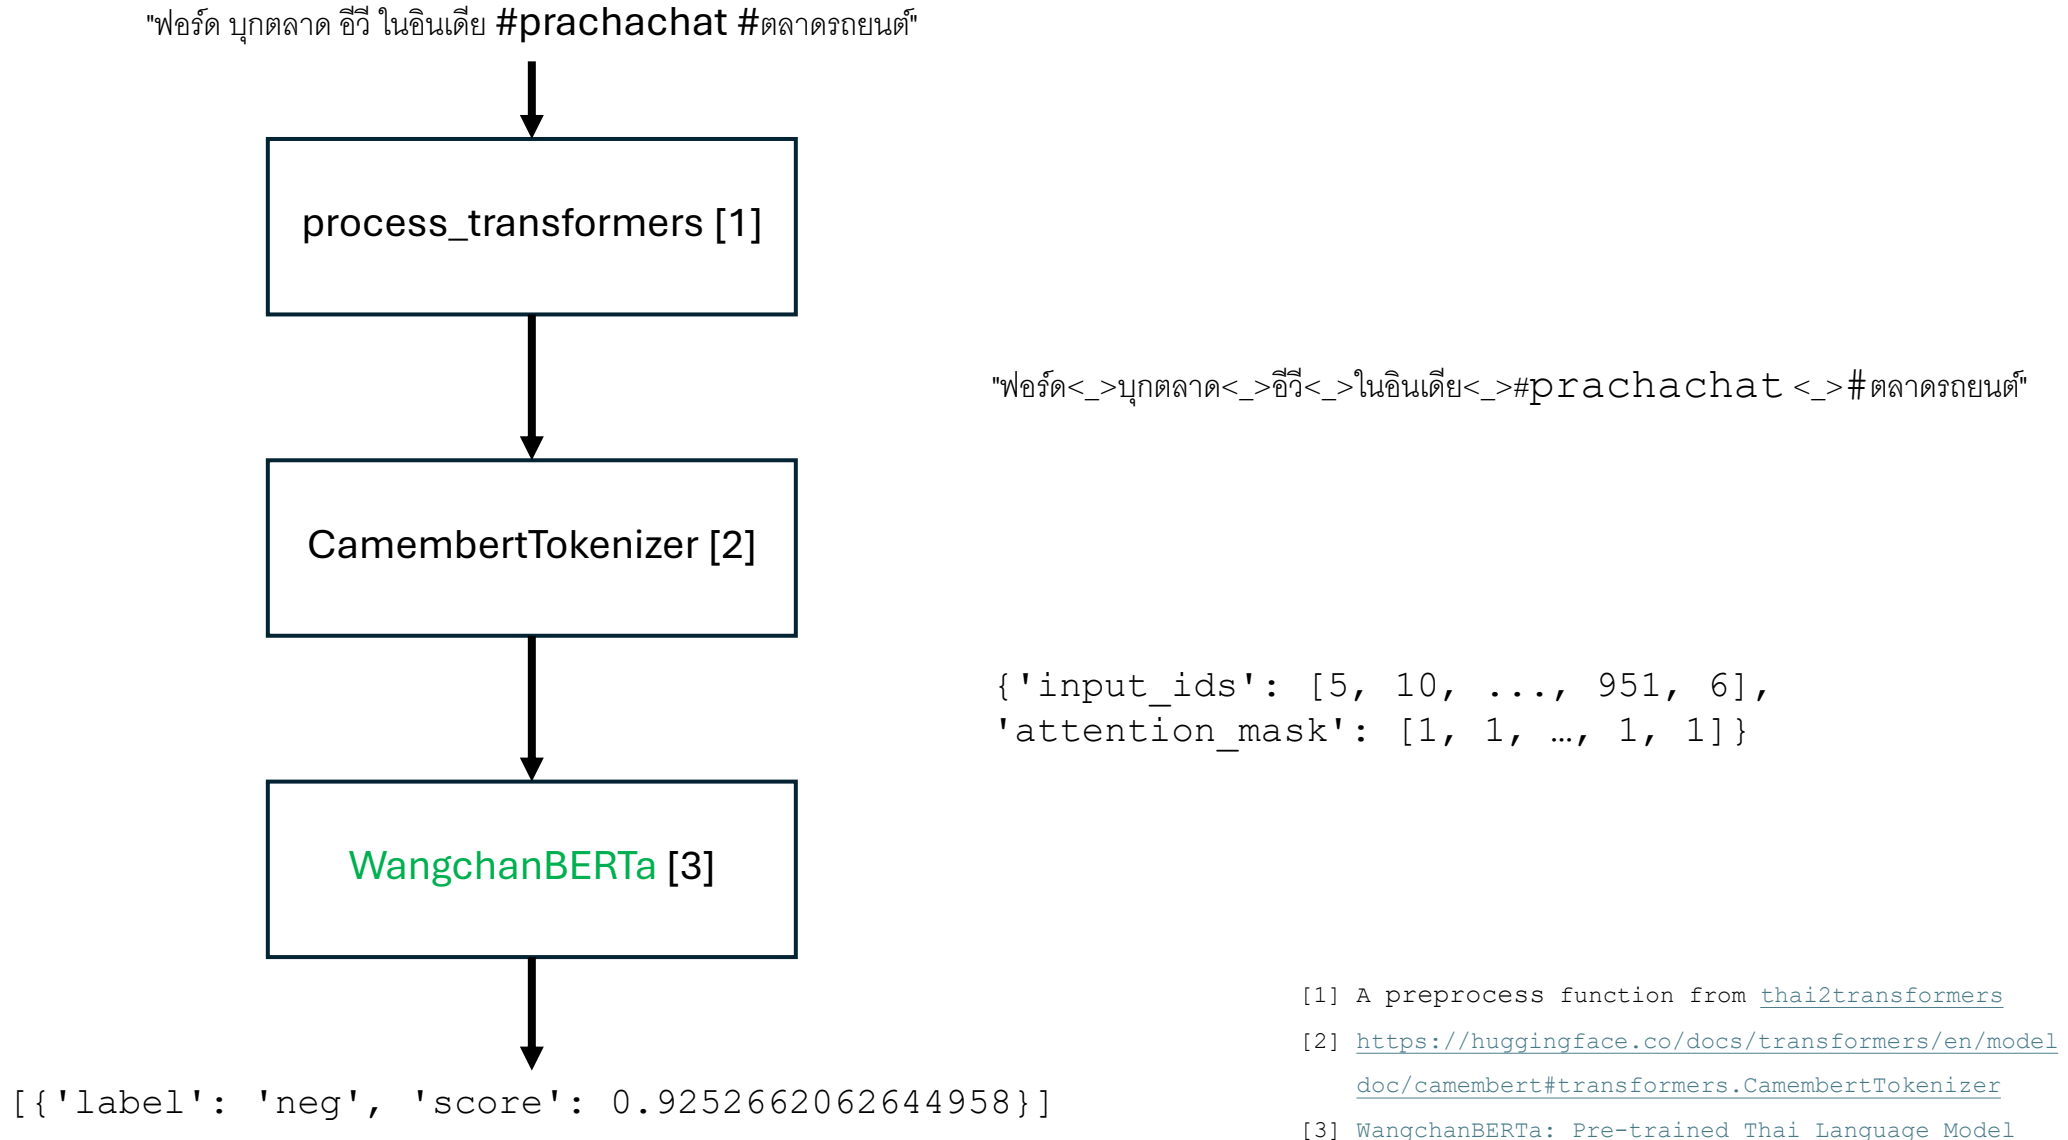 "ฟอร์ด บุกตลาด อีวี ในอินเดีย #prachachat #ตลาดรถยนต์"
process_transformers [1]
"ฟอร์ด<_>บุกตลาด<_>อีวี<_>ในอินเดีย<_>#prachachat <_>#ตลาดรถยนต์"
CamembertTokenizer [2]
{'input_ids': [5, 10, ..., 951, 6],
'attention_mask': [1, 1, …, 1, 1]}
WangchanBERTa [3]
[{'label': 'neg', 'score': 0.9252662062644958}]
[1] A preprocess function from thai2transformers
[2] https://huggingface.co/docs/transformers/en/model
doc/camembert#transformers.CamembertTokenizer
[3] WangchanBERTa: Pre-trained Thai Language Model